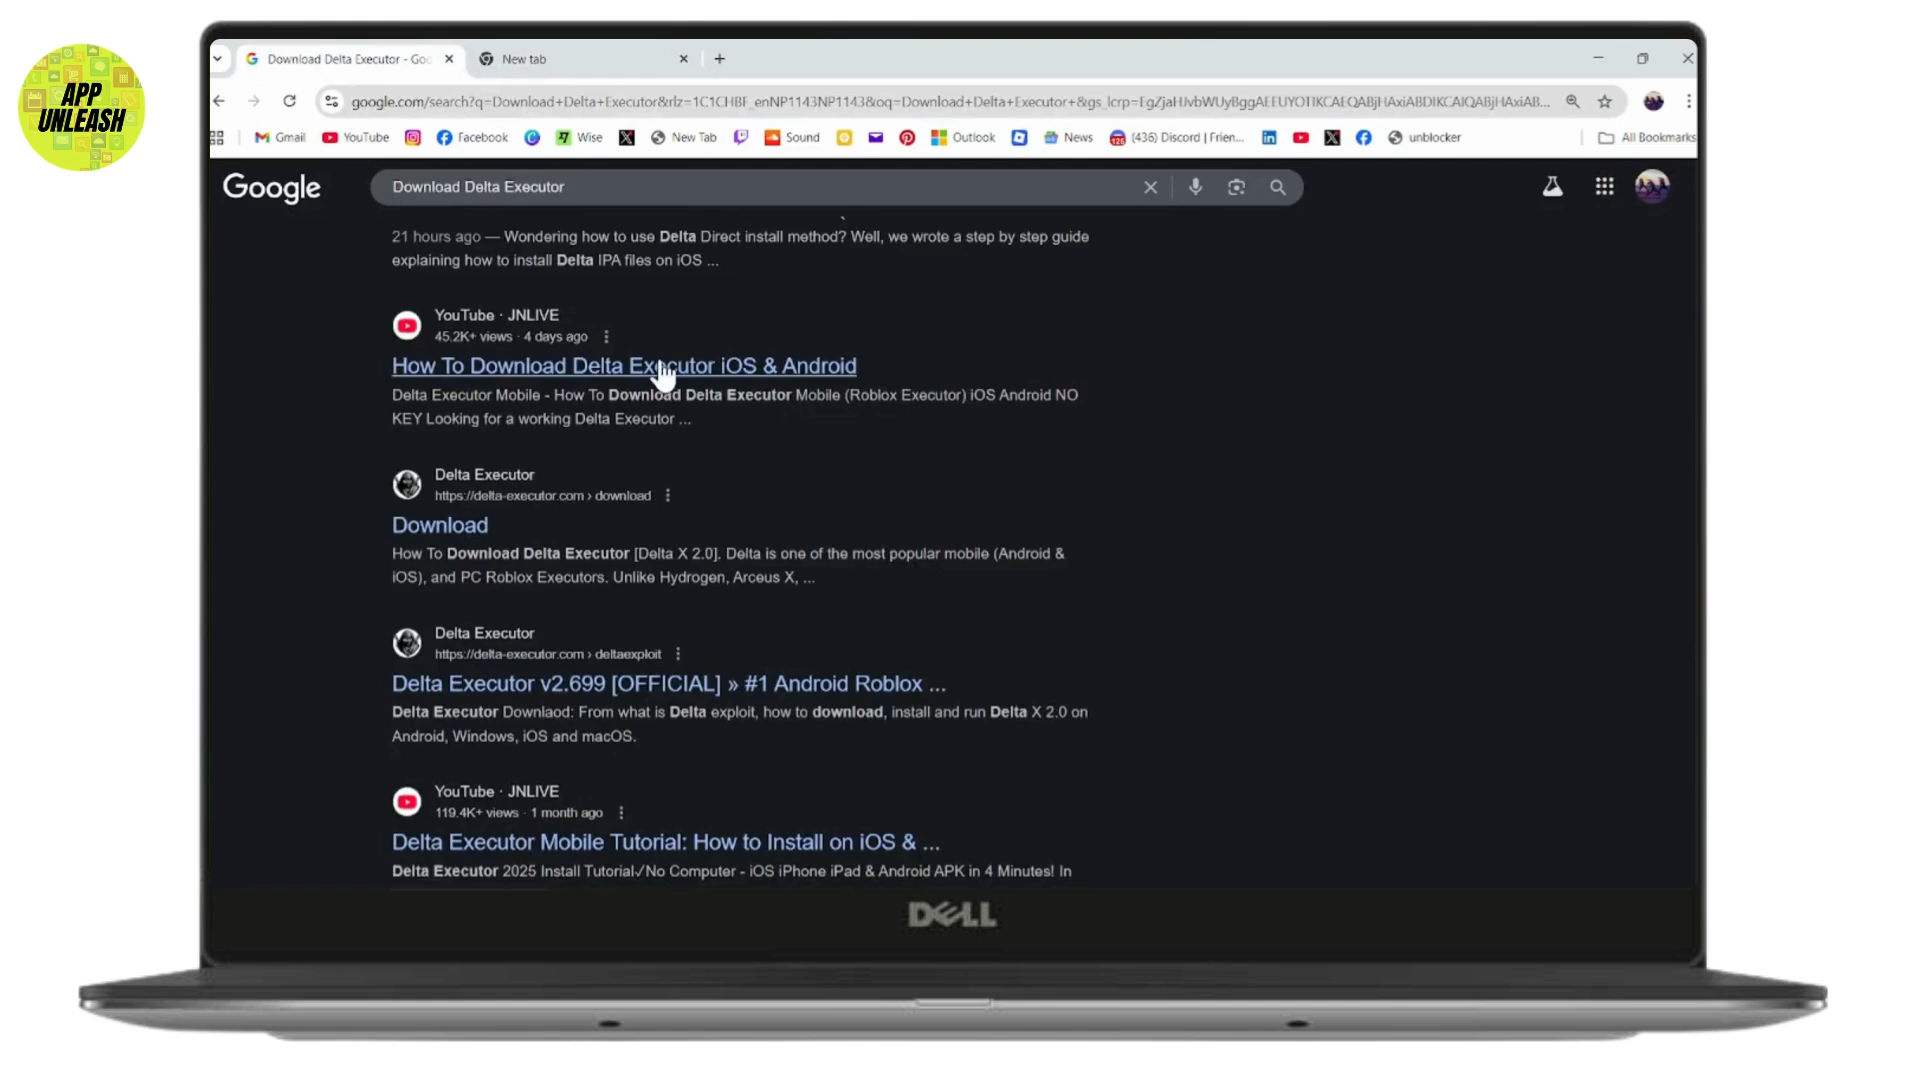 APP
UNLEASH
Download Delta Executor - Goo
New tab
google.com/search?q=Download+Delta+Executor&rlz=1C1CHBF_enNP1143NP1143&oq=Download+Delta+Executor+&gs_lcrp=
Gmail
YouTube
Facebook
Wise
New Tab
Sound
Outlook
News
(436) Discord | Frien...
unblocker
All Bookmarks
Google
Download Delta Executor
21 hours ago — Wondering how to use Delta Direct install method? Well, we wrote a step by step guide
explaining how to install Delta IPA files on iOS ...
YouTube · JNLIVE
45.2K+ views · 4 days ago
How To Download Delta Executor iOS & Android
Delta Executor Mobile - How To Download Delta Executor Mobile (Roblox Executor) iOS Android NO
KEY Looking for a working Delta Executor ...
Delta Executor
https://delta-executor.com › download
Download
How To Download Delta Executor [Delta X 2.0]. Delta is one of the most popular mobile (Android &
iOS), and PC Roblox Executors. Unlike Hydrogen, Arceus X, ...
Delta Executor
https://delta-executor.com › deltaexploit
Delta Executor v2.699 [OFFICIAL] » #1 Android Roblox ...
Delta Executor Downlaod: From what is Delta exploit, how to download, install and run Delta X 2.0 on
Android, Windows, iOS and macOS.
YouTube · JNLIVE
119.4K+ views · 1 month ago
Delta Executor Mobile Tutorial: How to Install on iOS & ...
Delta Executor 2025 Install Tutorial✓No Computer - iOS iPhone iPad & Android APK in 4 Minutes! In
DELL